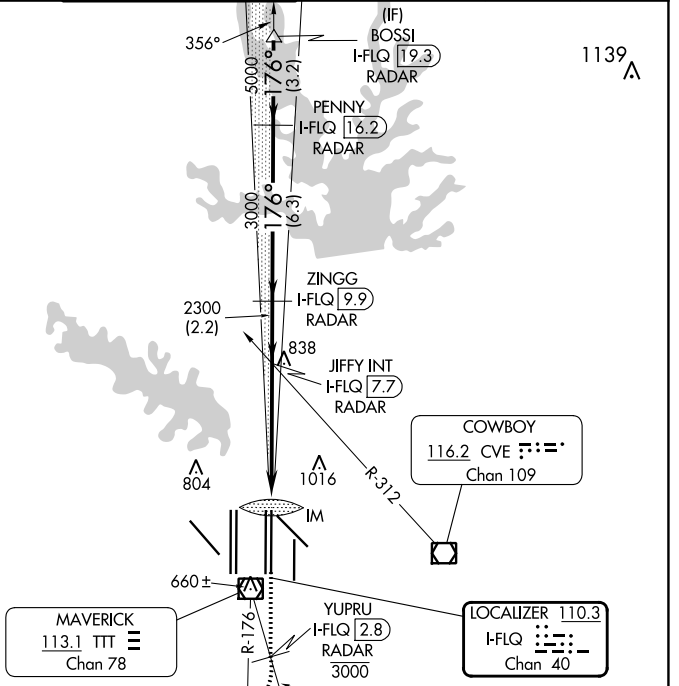 (IF)
BOSSI
I-FLQ 19.3
RADAR
356°
1139
5000
176°
(3.2)
PENNY
I-FLQ 16.2
RADAR
3000
176°
(6.3)
ZINGG
I-FLQ 9.9
RADAR
2300
(2.2)
838
JIFFY INT
I-FLQ 7.7
RADAR
COWBOY
116.2 CVE
Chan 109
R-312
804
1016
IM
660 ±
MAVERICK
113.1 TTT
Chan 78
R-176
YUPRU
I-FLQ 2.8
RADAR
3000
LOCALIZER 110.3
I-FLQ
Chan 40